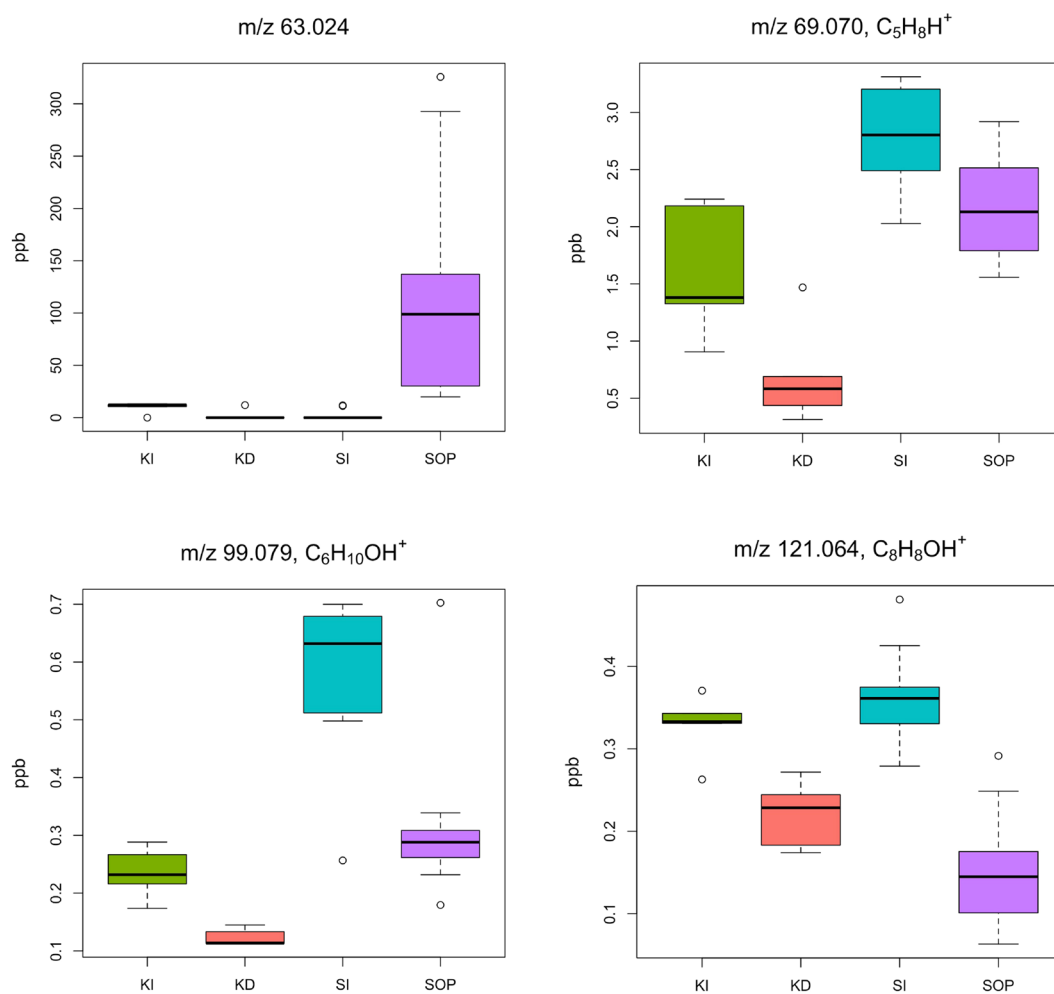 m/z 63.024
ppb
300
250
200
150
100
50
0
KI KD SI SOP
m/z 69.070, C₅H₈H⁺
ppb
3.0
2.5
2.0
1.5
1.0
0.5
KI KD SI SOP
m/z 99.079, C₆H₁₀OH⁺
ppb
0.7
0.6
0.5
0.4
0.3
0.2
0.1
KI KD SI SOP
m/z 121.064, C₈H₈OH⁺
ppb
0.4
0.3
0.2
0.1
KI KD SI SOP